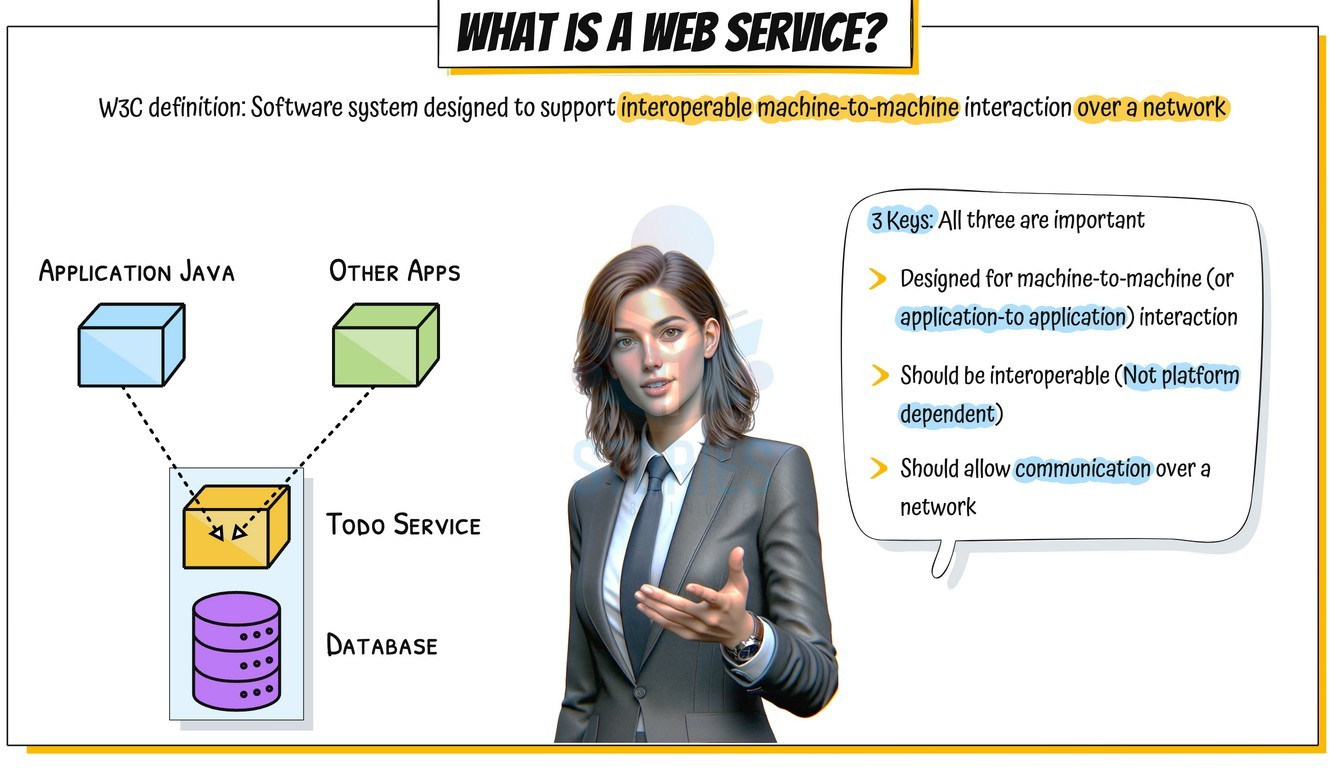 WHAT IS A WEB SERVICE?
W3C definition: Software system designed to support interoperable machine-to-machine interaction over a network
APPLICATION JAVA
OTHER APPS
TODO SERVICE
DATABASE
3 Keys: All three are important
Designed for machine-to-machine (or
application-to application) interaction
Should be interoperable (Not platform
dependent)
Should allow communication over a
network